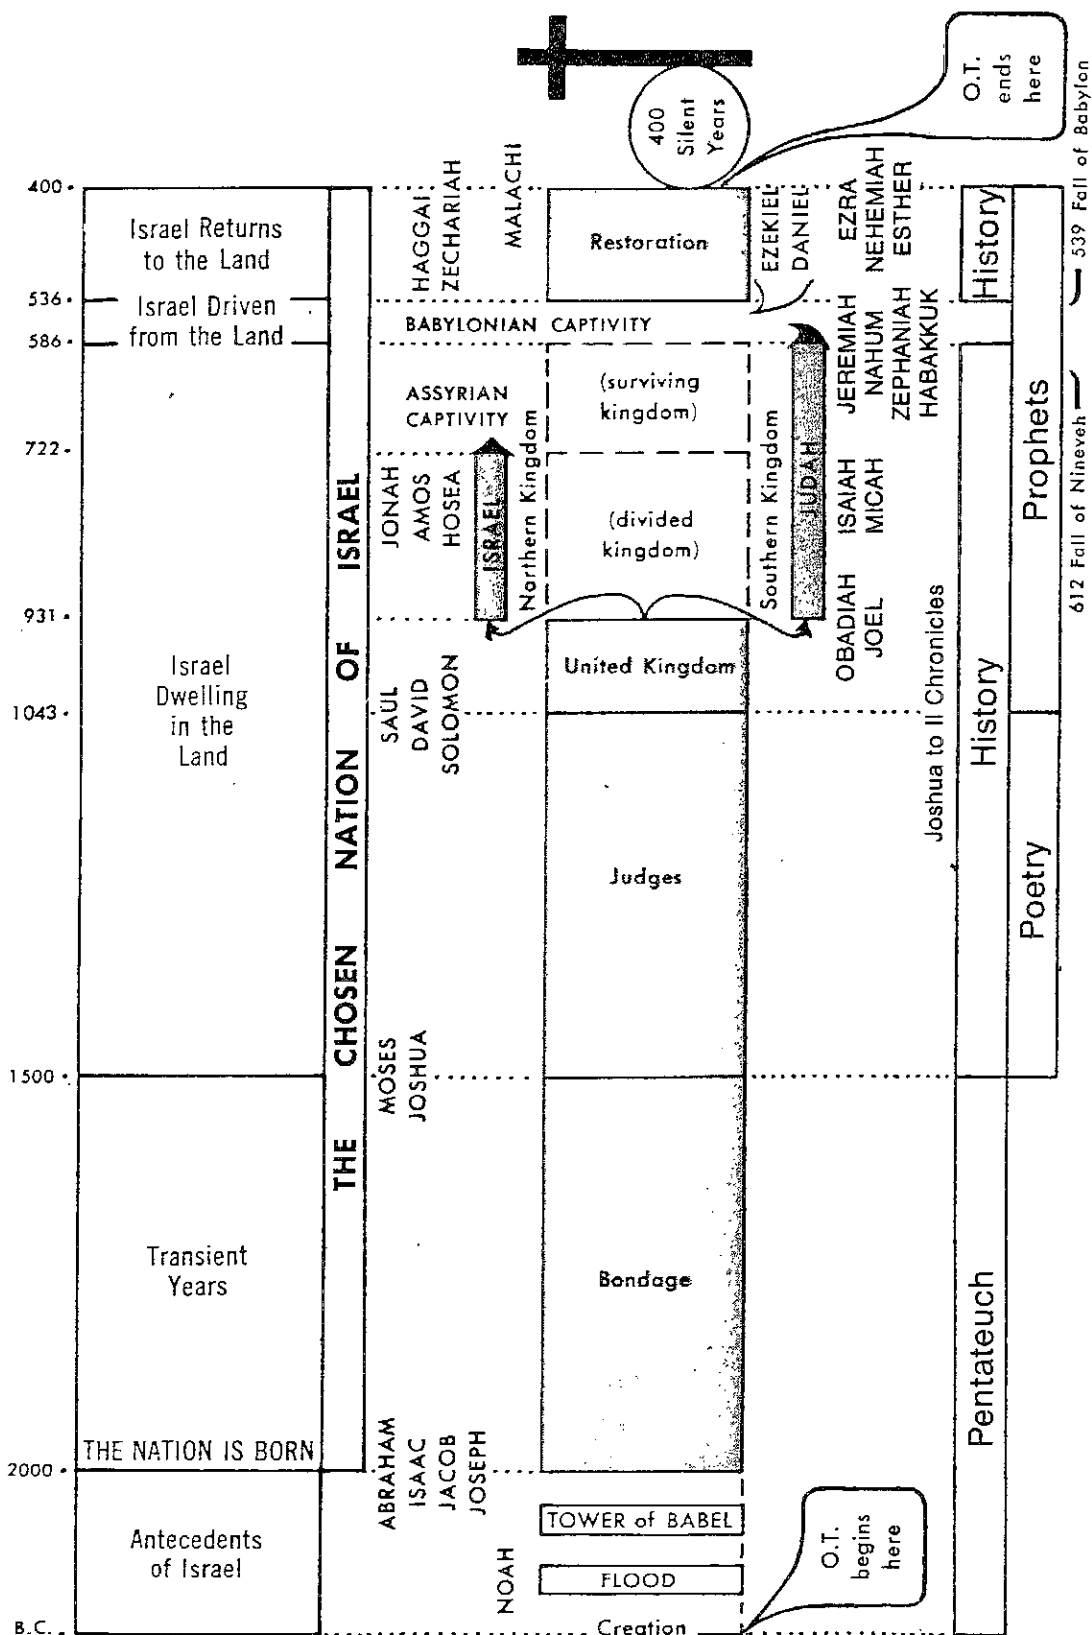 400
536
586
722
931
1043
1500
2000
B.C.
Israel Returns
to the Land
Israel Driven
from the Land
Israel
Dwelling
in the
Land
Transient
Years
THE NATION IS BORN
Antecedents
of Israel
THE CHOSEN NATION OF ISRAEL
HAGGAI
ZECHARIAH
MALACHI
BABYLONIAN CAPTIVITY
ASSYRIAN
CAPTIVITY
JONAH
AMOS
HOSEA
ISRAEL
Northern Kingdom
SAUL
DAVID
SOLOMON
MOSES
JOSHUA
ABRAHAM
ISAAC
JACOB
JOSEPH
NOAH
400
Silent
Years
Restoration
(surviving
kingdom)
(divided
kingdom)
United Kingdom
Judges
Bondage
TOWER of BABEL
FLOOD
Creation
O.T.
ends
here
EZEKIEL
DANIEL
EZRA
NEHEMIAH
ESTHER
Southern Kingdom
JUDAH
JEREMIAH
NAHUM
ZEPHANIAH
HABAKKUK
ISAIAH
MICAH
OBADIAH
JOEL
O.T.
begins
here
Joshua to II Chronicles
History
History
Pentateuch
Prophets
Poetry
539 Fall of Babylon
612 Fall of Nineveh